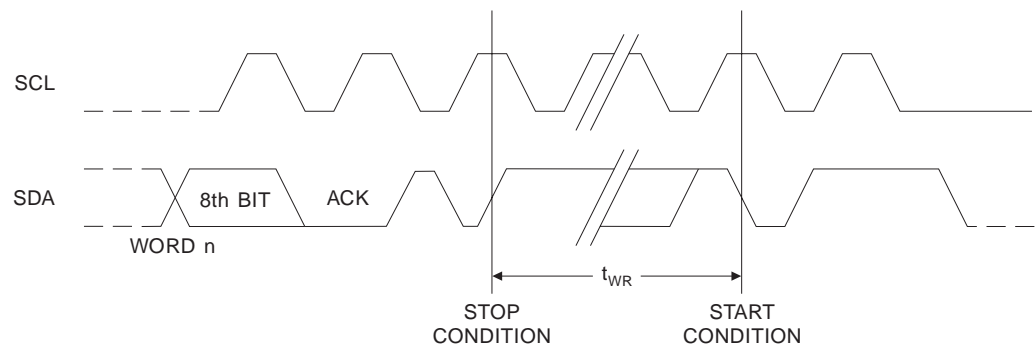 SCL
SDA
8th BIT
ACK
WORD n
tWR
STOP
CONDITION
START
CONDITION